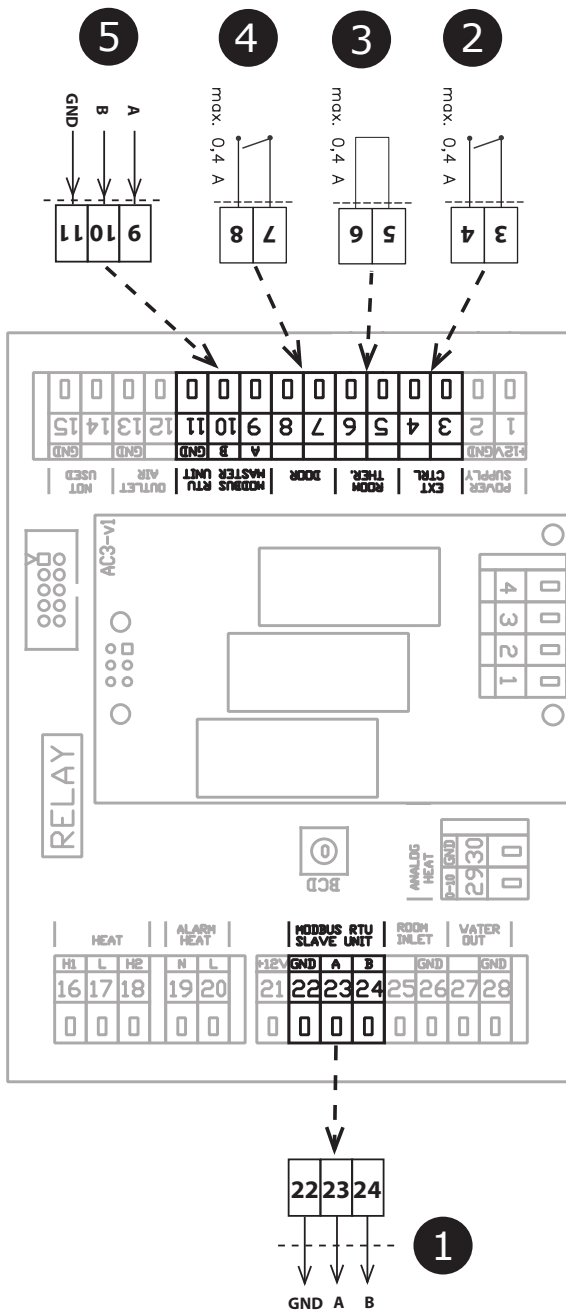 5 4 3 2
GND B A
max. 0,4 A
max. 0,4 A
max. 0,4 A
11 10 9
8 7
6 5
4 3
15 14 13 12 11 10 9 8 7 6 5 4 3 2 1
GND GND GND B A GND +12V
NOT USED
OUTLET AIR
MODBUS RTU MASTER UNIT
DOOR
ROOM THER.
EXT CTRL
POWER SUPPLY
AC3-v1
4
3
2
1
RELAY
0
BCD
ANALOG HEAT
0-10 GND
29 30
HEAT
ALARM HEAT
MODBUS RTU SLAVE UNIT
ROOM INLET
WATER OUT
H1 L H2 N L +12V GND A B GND GND
16 17 18 19 20 21 22 23 24 25 26 27 28
22 23 24
1
GND A B